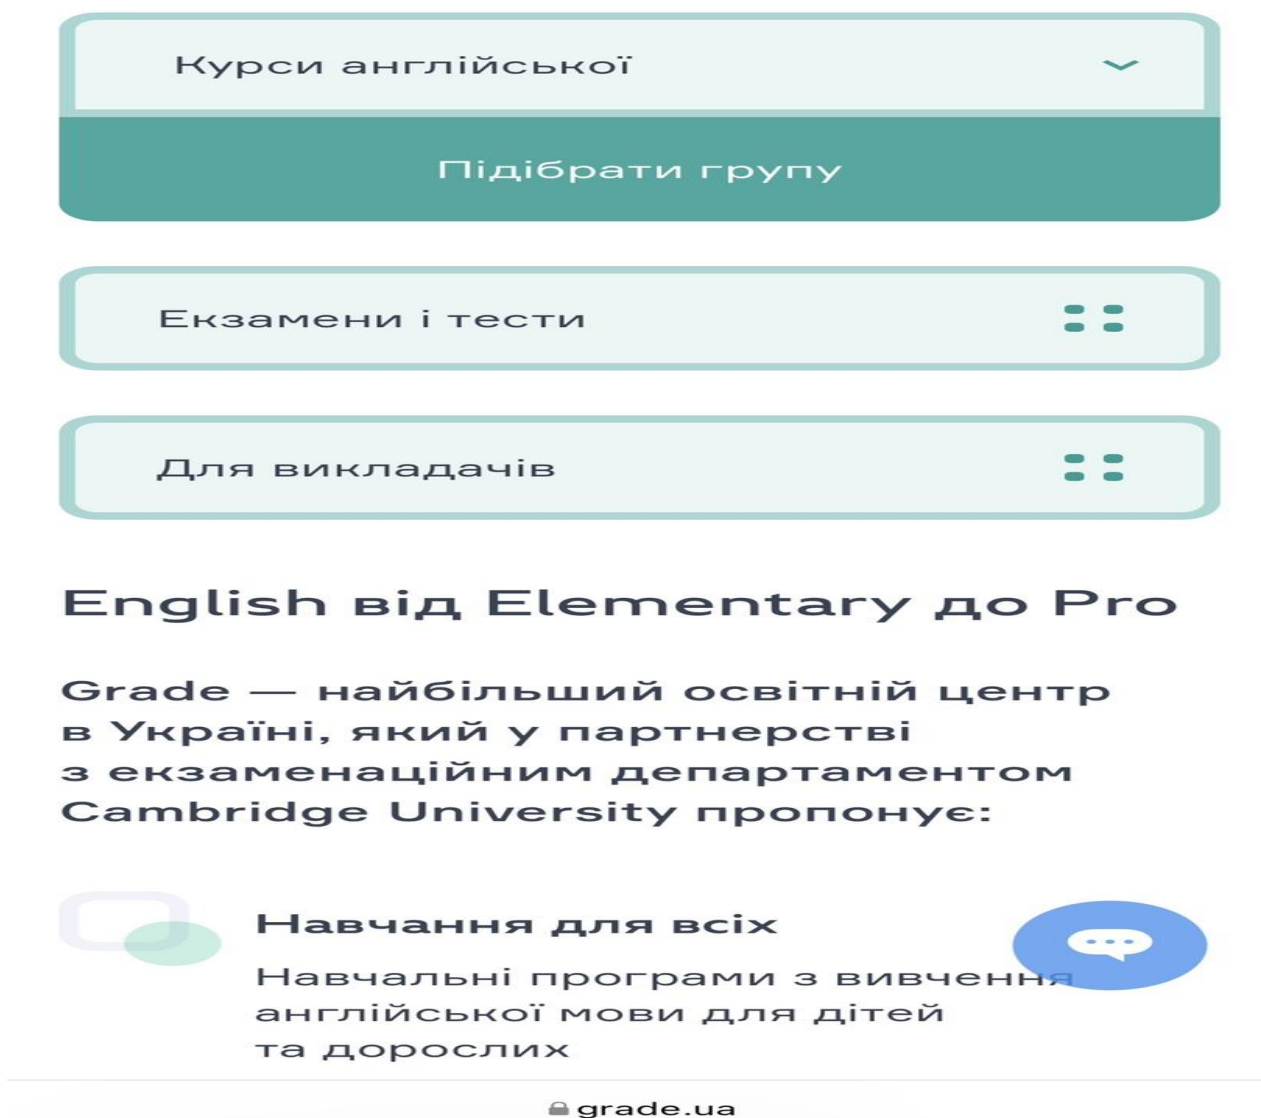 Курси англійської
Підібрати групу
Екзамени і тести
Для викладачів
English від Elementary до Pro
Grade — найбільший освітній центр
в Україні, який у партнерстві
з екзаменаційним департаментом
Cambridge University пропонує:
Навчання для всіх
Навчальні програми з вивчення
англійської мови для дітей
та дорослих
grade.ua